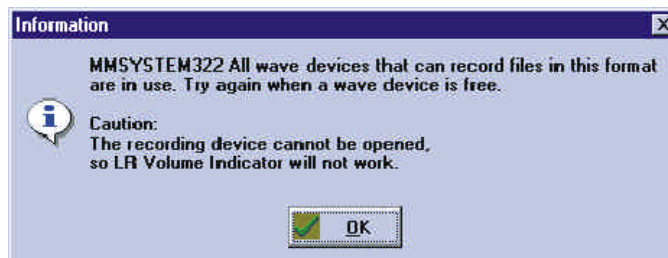 Information
MMSYSTEM322 All wave devices that can record files in this format
are in use. Try again when a wave device is free.
Caution:
The recording device cannot be opened,
so LR Volume Indicator will not work.
OK